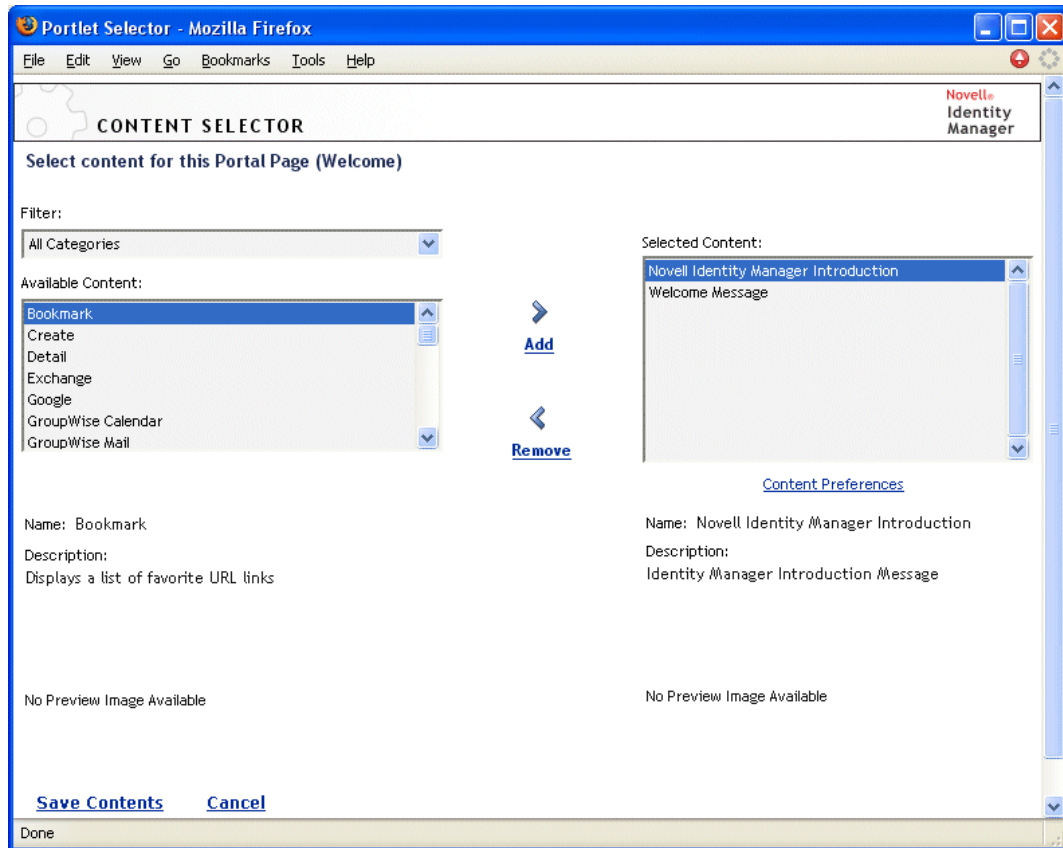 Portlet Selector - Mozilla Firefox
File Edit View Go Bookmarks Tools Help
CONTENT SELECTOR
Novell®
Identity
Manager
Select content for this Portal Page (Welcome)
Filter:
All Categories
Available Content:
Bookmark
Create
Detail
Exchange
Google
GroupWise Calendar
GroupWise Mail
Add
Remove
Selected Content:
Novell Identity Manager Introduction
Welcome Message
Content Preferences
Name: Bookmark
Description:
Displays a list of favorite URL links
No Preview Image Available
Name: Novell Identity Manager Introduction
Description:
Identity Manager Introduction Message
No Preview Image Available
Save Contents Cancel
Done